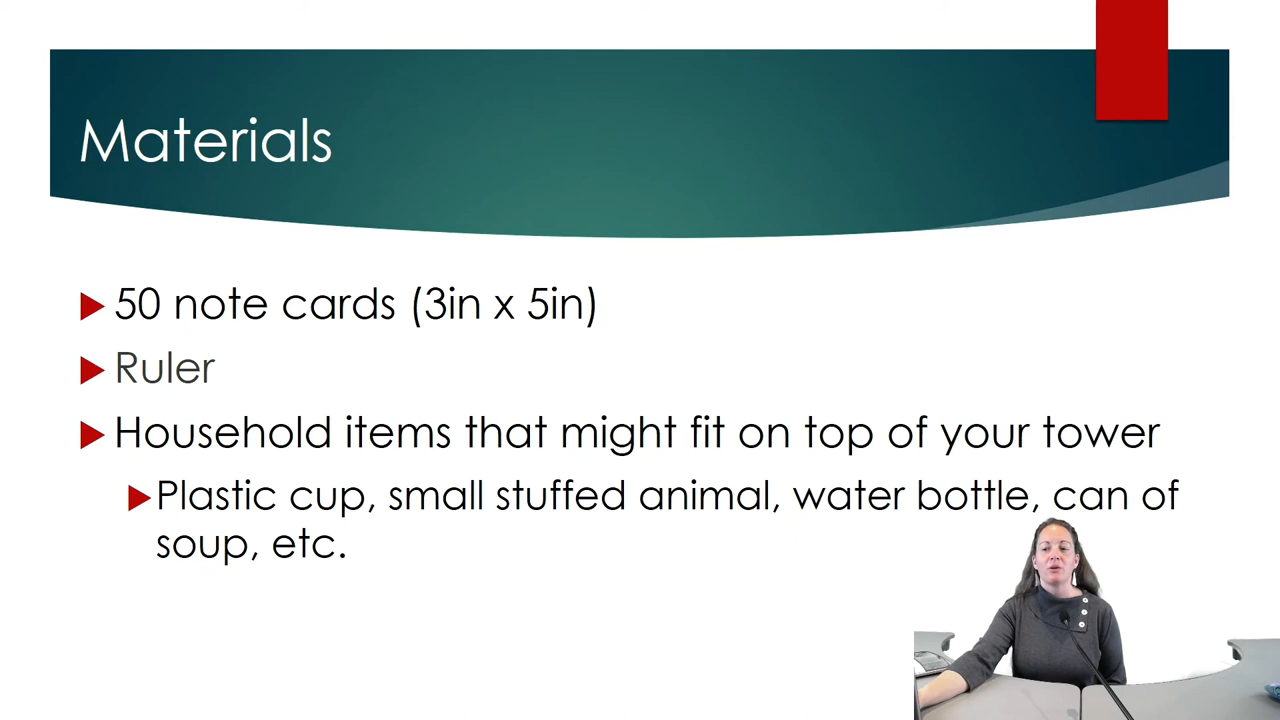 Materials
50 note cards (3in x 5in)
Ruler
Household items that might fit on top of your tower
Plastic cup, small stuffed animal, water bottle, can of
soup, etc.